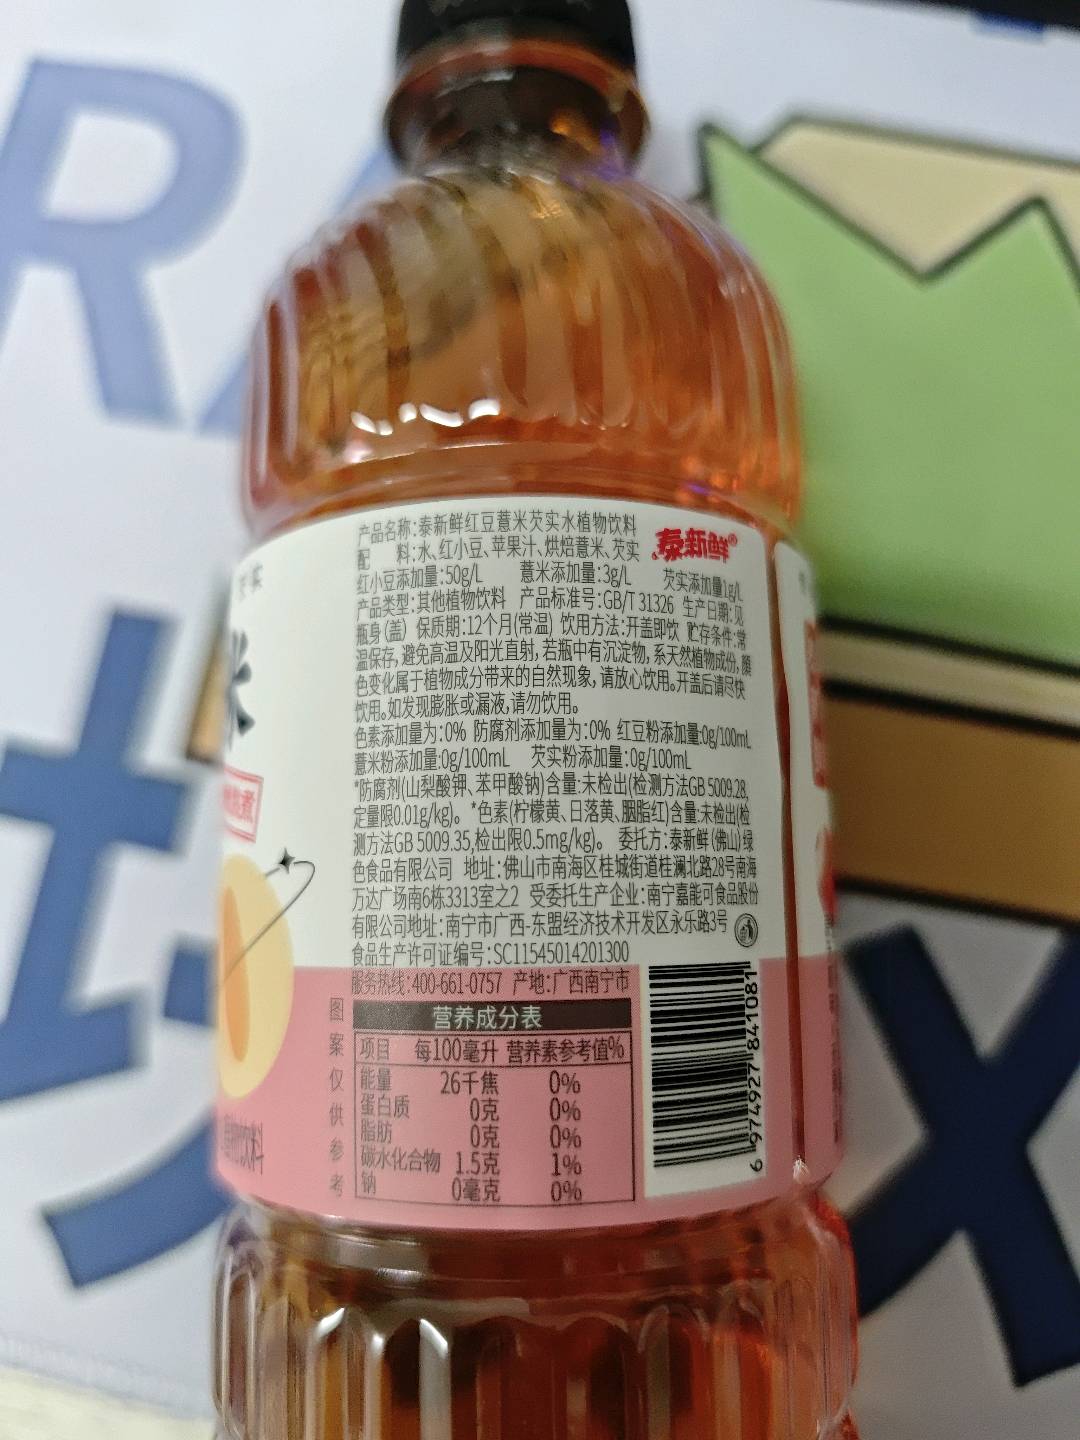 产品名称:泰新鲜红豆薏米芡实水植物饮料
配 料:水、红小豆、苹果汁、烘焙薏米、芡实
泰新鲜®
红小豆添加量:50g/L 薏米添加量:3g/L 芡实添加量1g/L
产品类型:其他植物饮料 产品标准号:GB/T 31326 生产日期:见
瓶身(盖) 保质期:12个月(常温) 饮用方法:开盖即饮 贮存条件:常
温保存,避免高温及阳光直射,若瓶中有沉淀物,系天然植物成份,颜
色变化属于植物成分带来的自然现象,请放心饮用。开盖后请尽快
饮用。如发现膨胀或漏液,请勿饮用。
色素添加量为:0% 防腐剂添加量为:0% 红豆粉添加量:0g/100mL
薏米粉添加量:0g/100mL 芡实粉添加量:0g/100mL
*防腐剂(山梨酸钾、苯甲酸钠)含量:未检出(检测方法GB 5009.28,
定量限0.01g/kg)。*色素(柠檬黄、日落黄、胭脂红)含量:未检出(检
测方法GB 5009.35,检出限0.5mg/kg)。 委托方:泰新鲜(佛山)绿
色食品有限公司 地址:佛山市南海区桂城街道桂澜北路28号南海
万达广场南6栋3313室之2 受委托生产企业:南宁嘉能可食品股份
有限公司地址:南宁市广西-东盟经济技术开发区永乐路3号
食品生产许可证编号:SC11545014201300
服务热线:400-661-0757 产地:广西南宁市
图案仅供参考
营养成分表
项目 每100毫升 营养素参考值%
能量 26千焦 0%
蛋白质 0克 0%
脂肪 0克 0%
碳水化合物 1.5克 1%
钠 0毫克 0%
6 974927 841081
米
煮
饮料
R
X